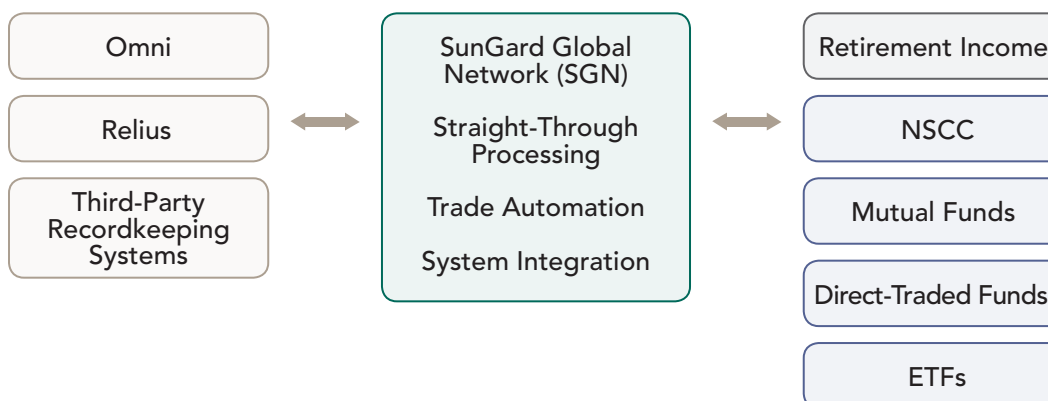 Omni
Relius
Third-Party
Recordkeeping
Systems
SunGard Global
Network (SGN)
Straight-Through
Processing
Trade Automation
System Integration
Retirement Income
NSCC
Mutual Funds
Direct-Traded Funds
ETFs